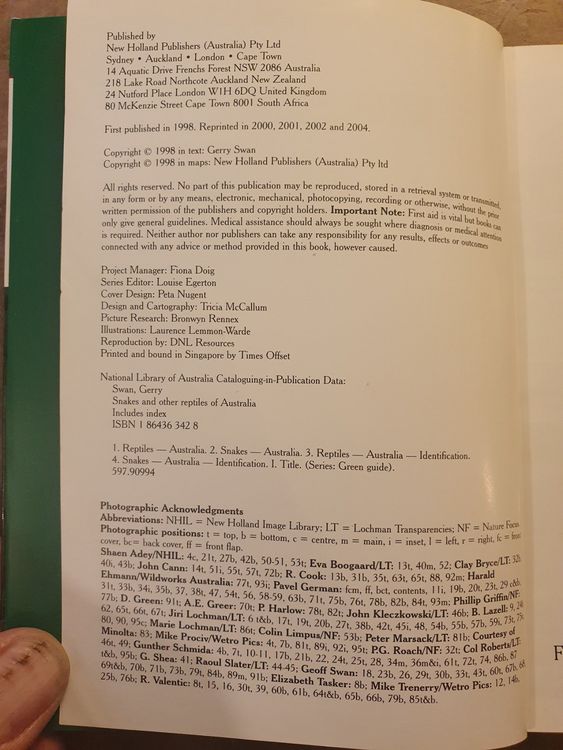 Published by
New Holland Publishers (Australia) Pty Ltd
Sydney • Auckland • London • Cape Town
14 Aquatic Drive Frenchs Forest NSW 2086 Australia
218 Lake Road Northcote Auckland New Zealand
24 Nutford Place London W1H 6DQ United Kingdom
80 McKenzie Street Cape Town 8001 South Africa
First published in 1998. Reprinted in 2000, 2001, 2002 and 2004.
Copyright © 1998 in text: Gerry Swan
Copyright © 1998 in maps: New Holland Publishers (Australia) Pty ltd
All rights reserved. No part of this publication may be reproduced, stored in a retrieval system or transmitted,
in any form or by any means, electronic, mechanical, photocopying, recording or otherwise, without the prior
written permission of the publishers and copyright holders. Important Note: First aid is vital but books can
only give general guidelines. Medical assistance should always be sought where diagnosis or medical attention
is required. Neither author nor publishers can take any responsibility for any results, effects or outcomes
connected with any advice or method provided in this book, however caused.
Project Manager: Fiona Doig
Series Editor: Louise Egerton
Cover Design: Peta Nugent
Design and Cartography: Tricia McCallum
Picture Research: Bronwyn Rennex
Illustrations: Laurence Lemmon-Warde
Reproduction by: DNL Resources
Printed and bound in Singapore by Times Offset
National Library of Australia Cataloguing-in-Publication Data:
Swan, Gerry
Snakes and other reptiles of Australia
Includes index
ISBN 1 86436 342 8
1. Reptiles — Australia. 2. Snakes — Australia. 3. Reptiles — Australia — Identification.
4. Snakes — Australia — Identification. I. Title. (Series: Green guide).
597.90994
Photographic Acknowledgments
Abbreviations: NHIL = New Holland Image Library; LT = Lochman Transparencies; NF = Nature Focus
Photographic positions: t = top, b = bottom, c = centre, m = main, i = inset, l = left, r = right, fc = front
cover, bc= back cover, ff = front flap.
Shaen Adey/NHIL: 4c, 21t, 27b, 42b, 50-51, 53t; Eva Boogaard/LT: 13t, 40m, 52; Clay Bryce/LT: 32b,
40i, 43b; John Cann: 14t, 51i, 55t, 57t, 72b; R. Cook: 13b, 31b, 35t, 63t, 65t, 88, 92m; Harald
Ehmann/Wildworks Australia: 77t, 93i; Pavel German: fcm, ff, bct, contents, 11i, 19b, 20t, 23t, 29 c&b,
31t, 33b, 34i, 35b, 37, 38t, 47, 54t, 56, 58-59, 63b, 71t, 75b, 76t, 78b, 82b, 84t, 93m; Phillip Griffin/NF:
77b; D. Green: 91t; A.E. Greer: 70t; P. Harlow: 78t, 82t; John Kleczkowski/LT: 46b; B. Lazell: 9, 24b,
62, 65t, 66t, 67t; Jiri Lochman/LT: 6 t&b, 17t, 19t, 20b, 27t, 38b, 42t, 45i, 48, 54b, 55b, 57b, 59i, 73t, 75t,
80, 90, 95c; Marie Lochman/LT: 86t; Colin Limpus/NF: 53b; Peter Marsack/LT: 81b; Courtesy of
Minolta: 83; Mike Prociv/Wetro Pics: 4t, 7b, 81t, 89i, 92i, 95t; P.G. Roach/NF: 32t; Col Roberts/LT:
46t, 49; Gunther Schmida: 4b, 7t, 10-11, 17b, 21b, 22, 24t, 25t, 28, 34m, 36m&i, 61t, 72t, 74, 86b, 87
t&b, 95b; G. Shea: 41; Raoul Slater/LT: 44-45; Geoff Swan: 18, 23b, 26, 29t, 30b, 33t, 43t, 60t, 67b, 68,
69t&b, 70b, 71b, 73b, 79t, 84b, 89m, 91b; Elizabeth Tasker: 8b; Mike Trenerry/Wetro Pics: 12, 14b,
25b, 76b; R. Valentic: 8t, 15, 16, 30t, 39, 60b, 61b, 64t&b, 65b, 66b, 79b, 85t&b.
F